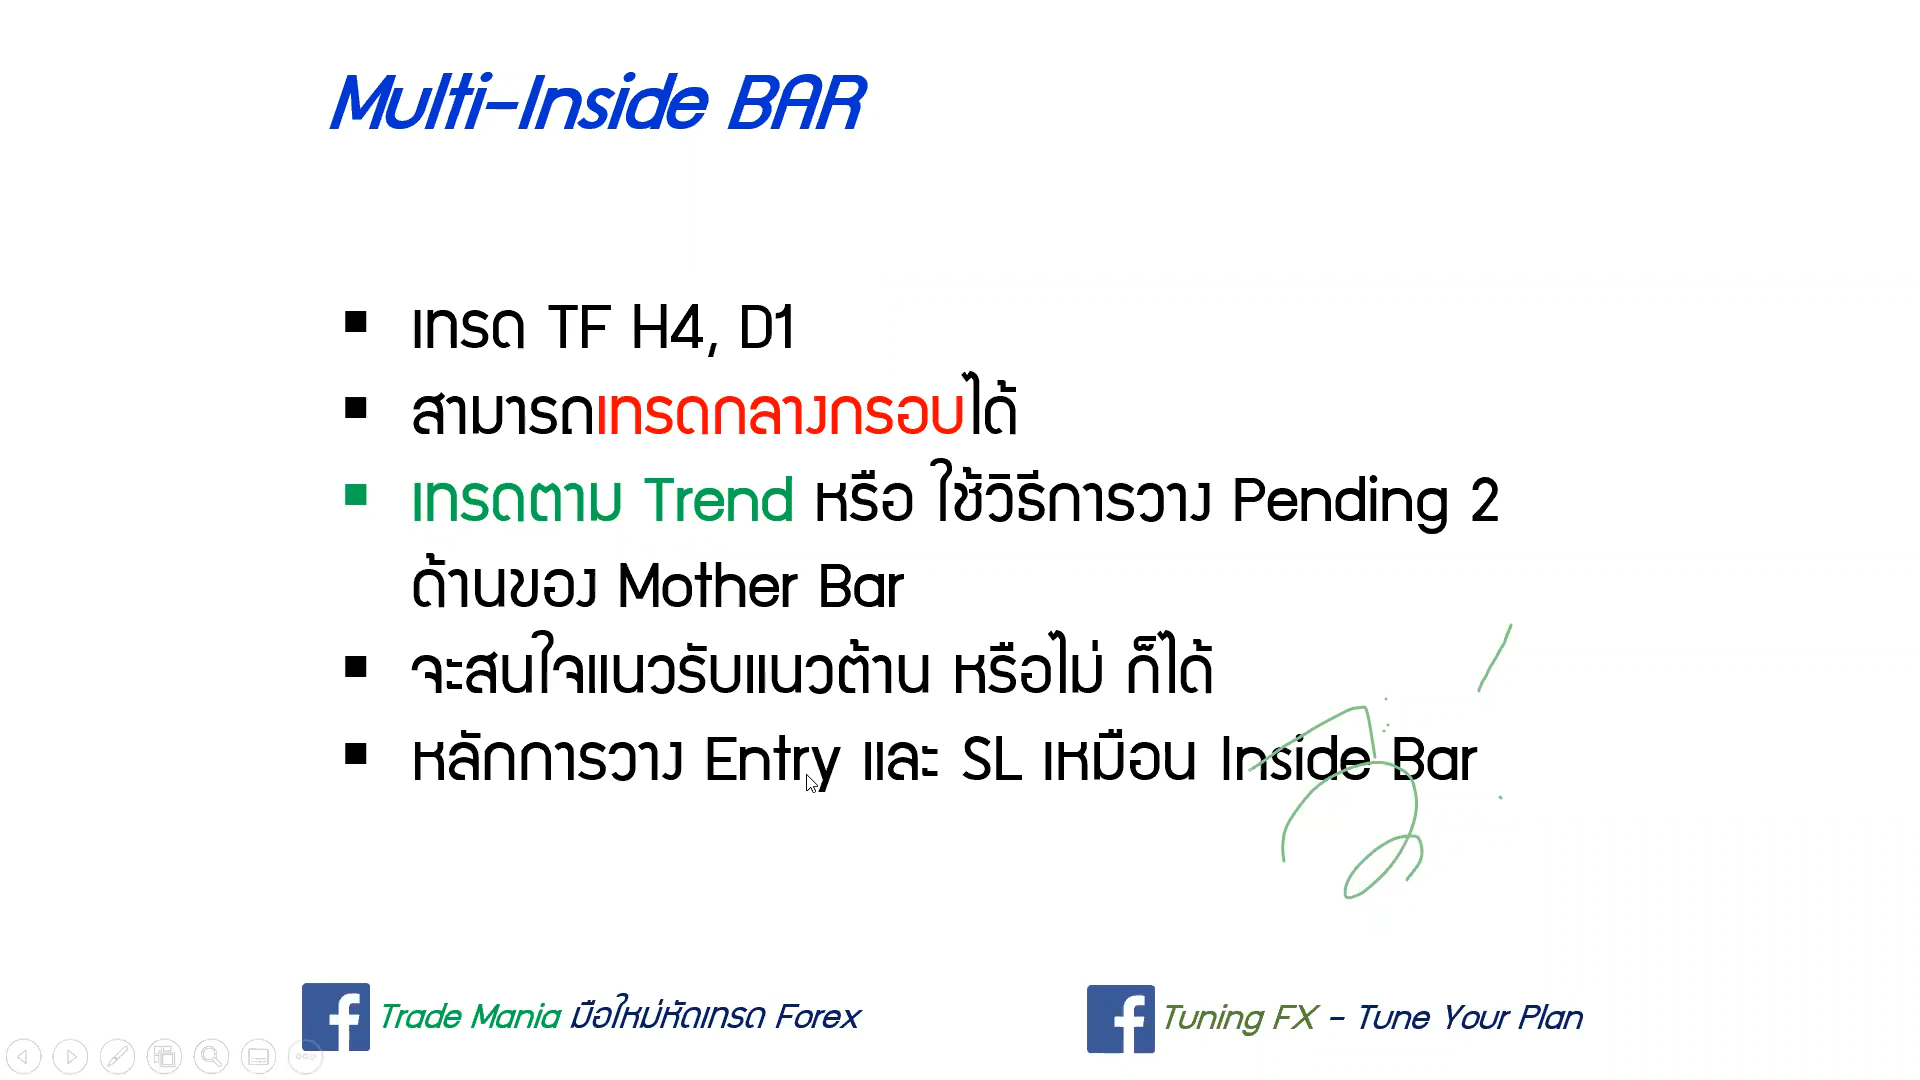 Multi-Inside BAR
▪ เทรด TF H4, D1
▪ สามารถเทรดกลางกรอบได้
▪ เทรดตาม Trend หรือ ใช้วิธีการวาง Pending 2
ด้านของ Mother Bar
▪ จะสนใจแนวรับแนวต้าน หรือไม่ ก็ได้
▪ หลักการวาง Entry และ SL เหมือน Inside Bar
Trade Mania มือใหม่หัดเทรด Forex
Tuning FX - Tune Your Plan